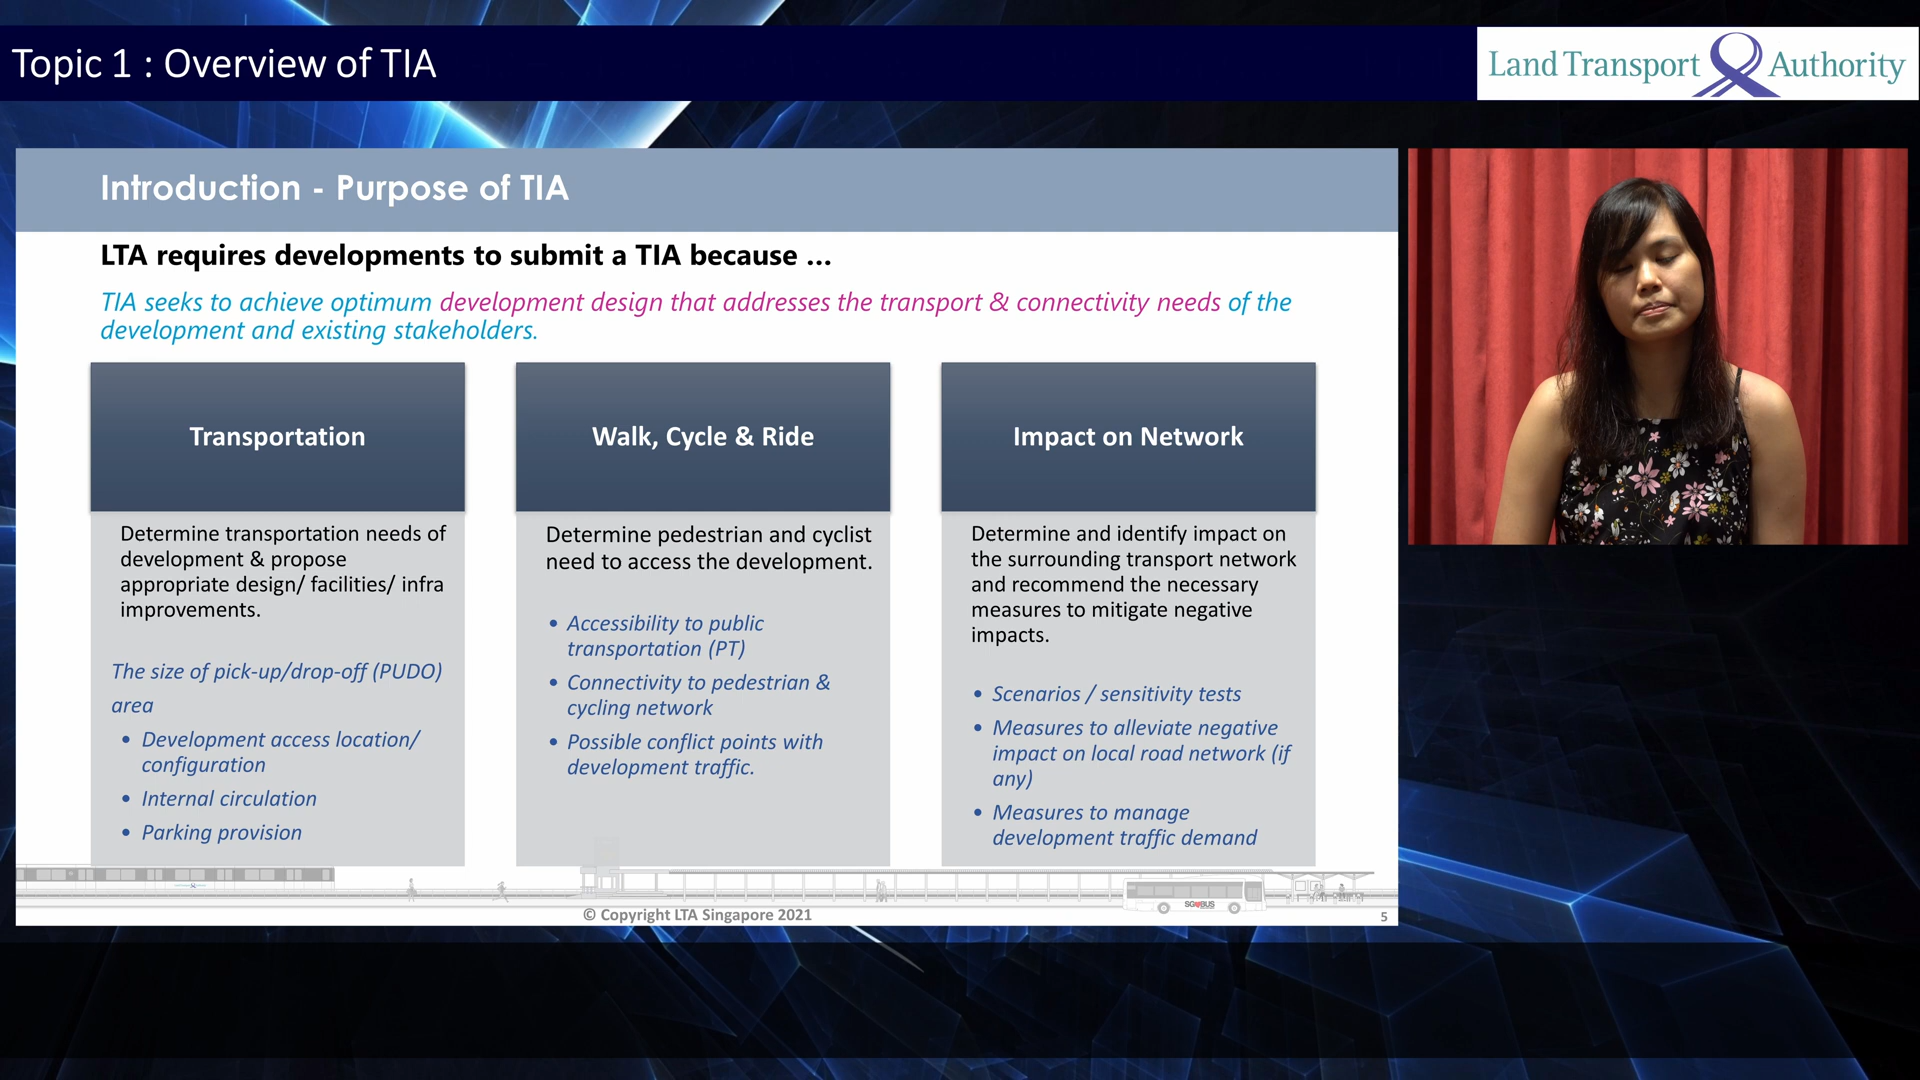 Topic 1 : Overview of TIA
Land Transport Authority
Introduction - Purpose of TIA
LTA requires developments to submit a TIA because ...
TIA seeks to achieve optimum development design that addresses the transport & connectivity needs of the
development and existing stakeholders.
Transportation
Determine transportation needs of
development & propose
appropriate design/ facilities/ infra
improvements.
The size of pick-up/drop-off (PUDO)
area
• Development access location/
configuration
• Internal circulation
• Parking provision
Walk, Cycle & Ride
Determine pedestrian and cyclist
need to access the development.
• Accessibility to public
transportation (PT)
• Connectivity to pedestrian &
cycling network
• Possible conflict points with
development traffic.
Impact on Network
Determine and identify impact on
the surrounding transport network
and recommend the necessary
measures to mitigate negative
impacts.
• Scenarios / sensitivity tests
• Measures to alleviate negative
impact on local road network (if
any)
• Measures to manage
development traffic demand
SG♥BUS
© Copyright LTA Singapore 2021
5